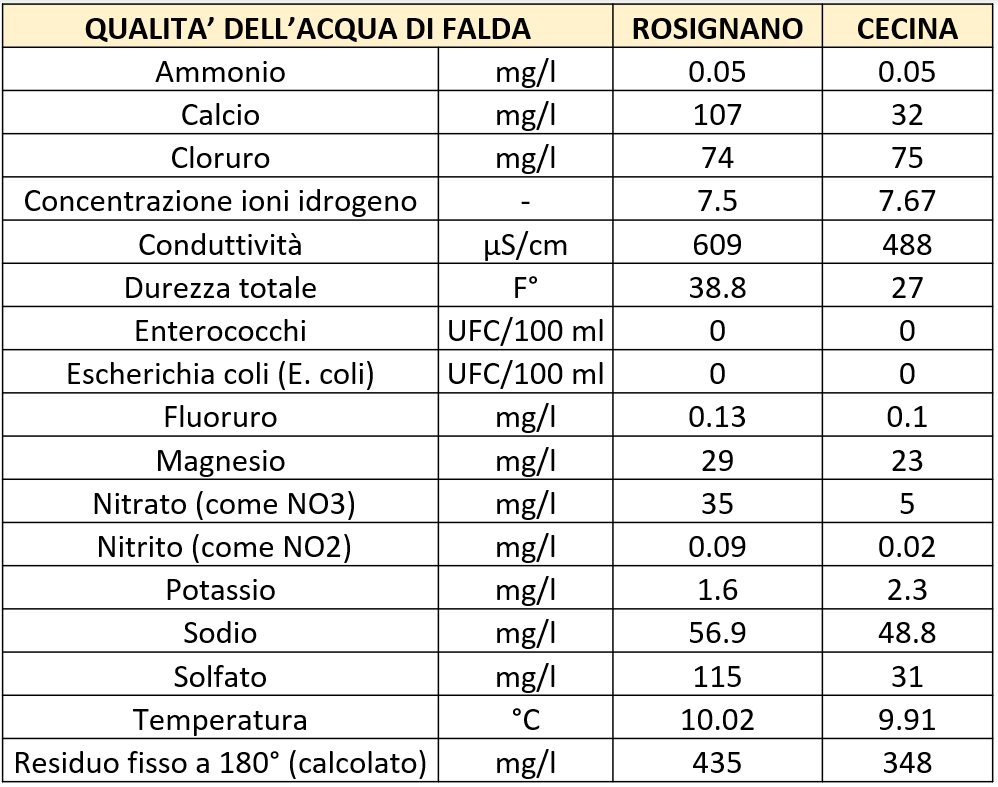 QUALITA’ DELL’ACQUA DI FALDA ROSIGNANO CECINA
Ammonio mg/l 0.05 0.05
Calcio mg/l 107 32
Cloruro mg/l 74 75
Concentrazione ioni idrogeno - 7.5 7.67
Conduttività µS/cm 609 488
Durezza totale F° 38.8 27
Enterococchi UFC/100 ml 0 0
Escherichia coli (E. coli) UFC/100 ml 0 0
Fluoruro mg/l 0.13 0.1
Magnesio mg/l 29 23
Nitrato (come NO3) mg/l 35 5
Nitrito (come NO2) mg/l 0.09 0.02
Potassio mg/l 1.6 2.3
Sodio mg/l 56.9 48.8
Solfato mg/l 115 31
Temperatura °C 10.02 9.91
Residuo fisso a 180° (calcolato) mg/l 435 348